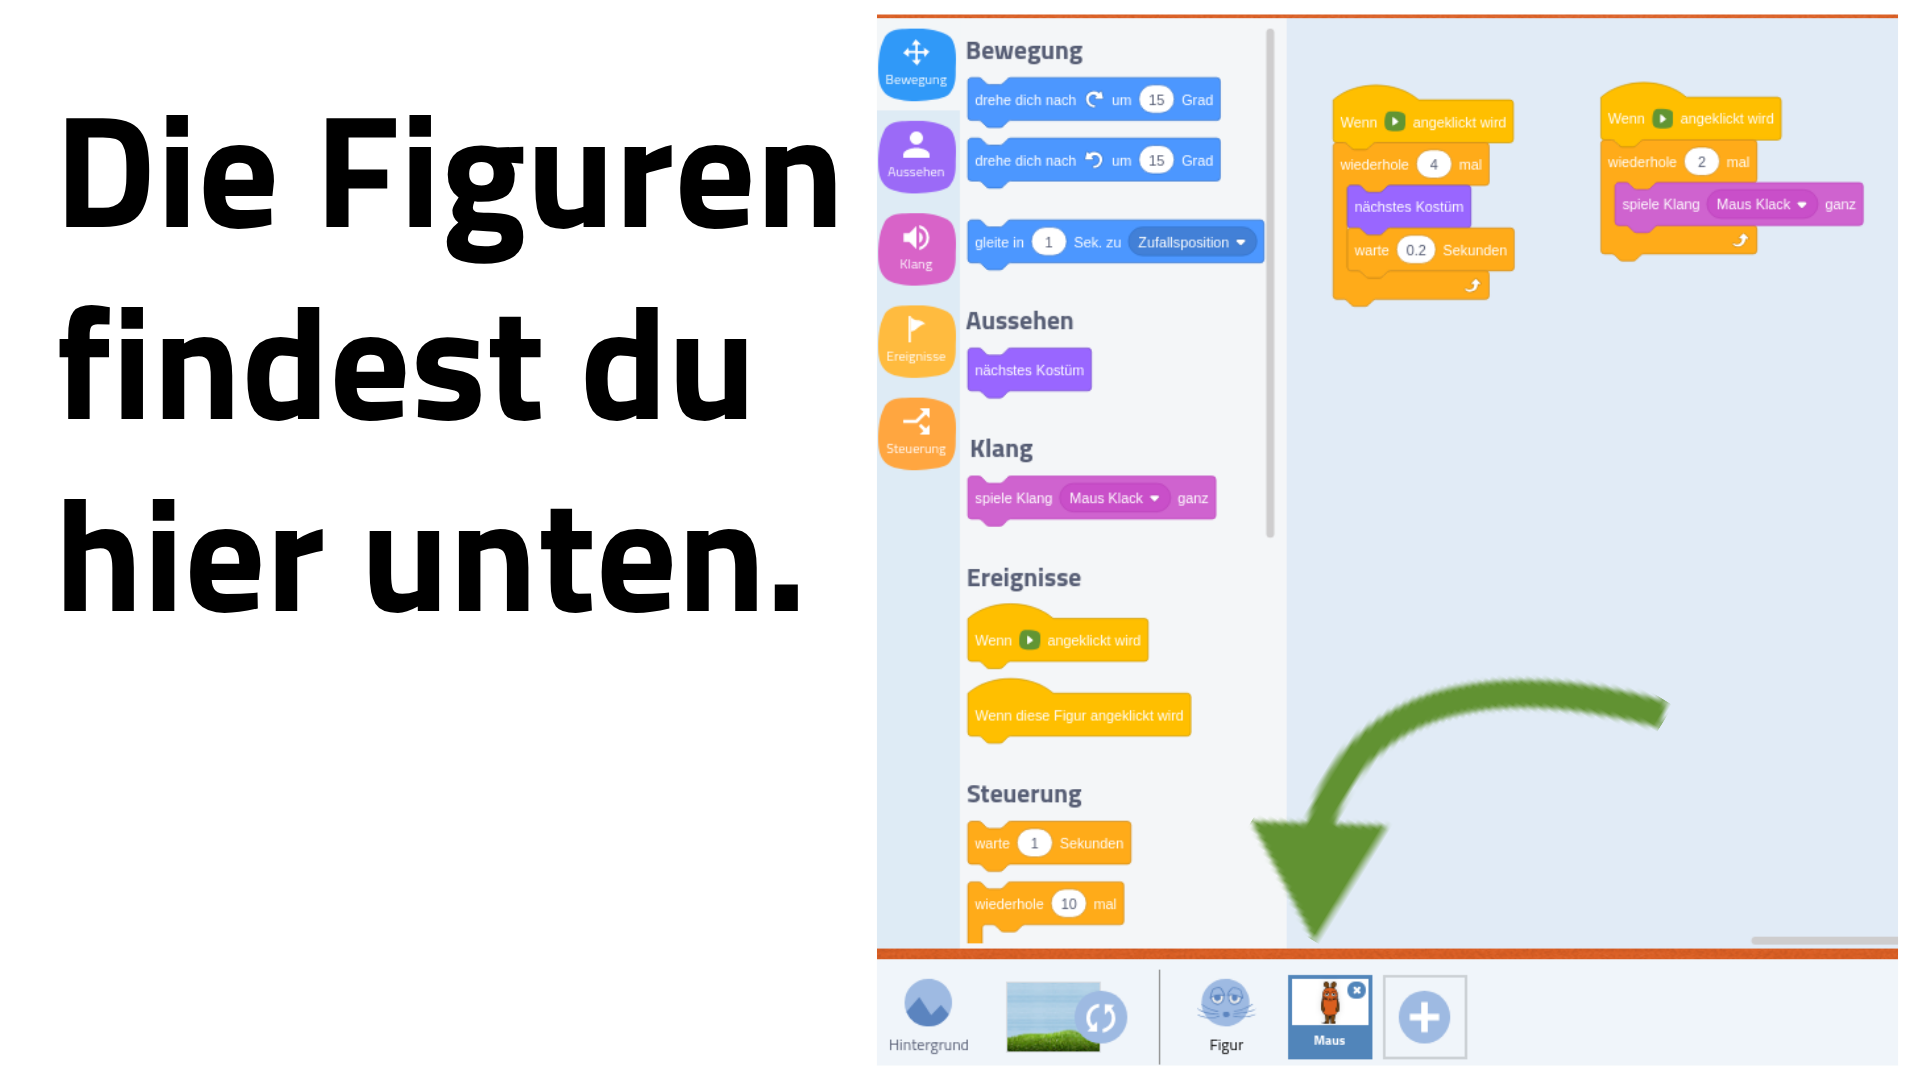 Die Figuren
findest du
hier unten.
Bewegung
Aussehen
Klang
Ereignisse
Steuerung
Bewegung
drehe dich nach um 15 Grad
drehe dich nach um 15 Grad
gleite in 1 Sek. zu Zufallsposition
Aussehen
nächstes Kostüm
Klang
spiele Klang Maus Klack ganz
Ereignisse
Wenn angeklickt wird
Wenn diese Figur angeklickt wird
Steuerung
warte 1 Sekunden
wiederhole 10 mal
Wenn angeklickt wird
wiederhole 4 mal
nächstes Kostüm
warte 0.2 Sekunden
Wenn angeklickt wird
wiederhole 2 mal
spiele Klang Maus Klack ganz
Hintergrund
Figur
Maus